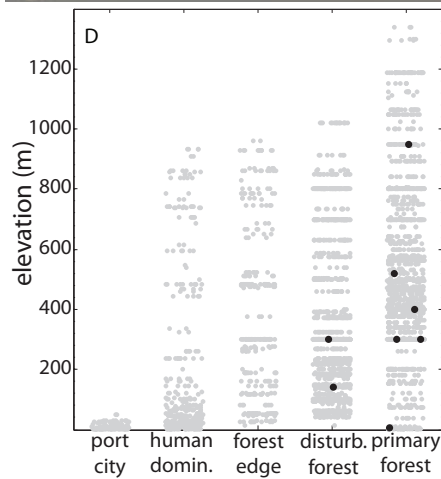 D
1200
1000
800
600
400
200
elevation (m)
port human forest disturb. primary
city domin. edge forest forest